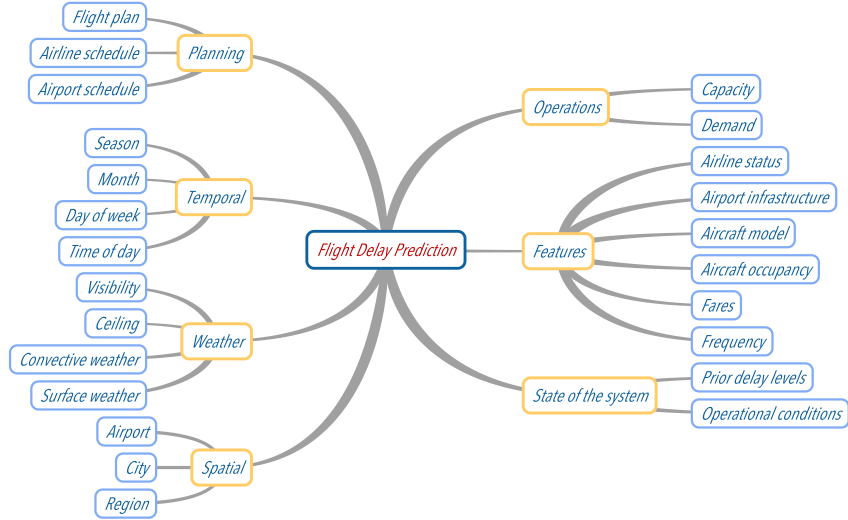 Flight Delay Prediction
Planning
Flight plan
Airline schedule
Airport schedule
Temporal
Season
Month
Day of week
Time of day
Weather
Visibility
Ceiling
Convective weather
Surface weather
Spatial
Airport
City
Region
Operations
Capacity
Demand
Features
Airline status
Airport infrastructure
Aircraft model
Aircraft occupancy
Fares
Frequency
State of the system
Prior delay levels
Operational conditions